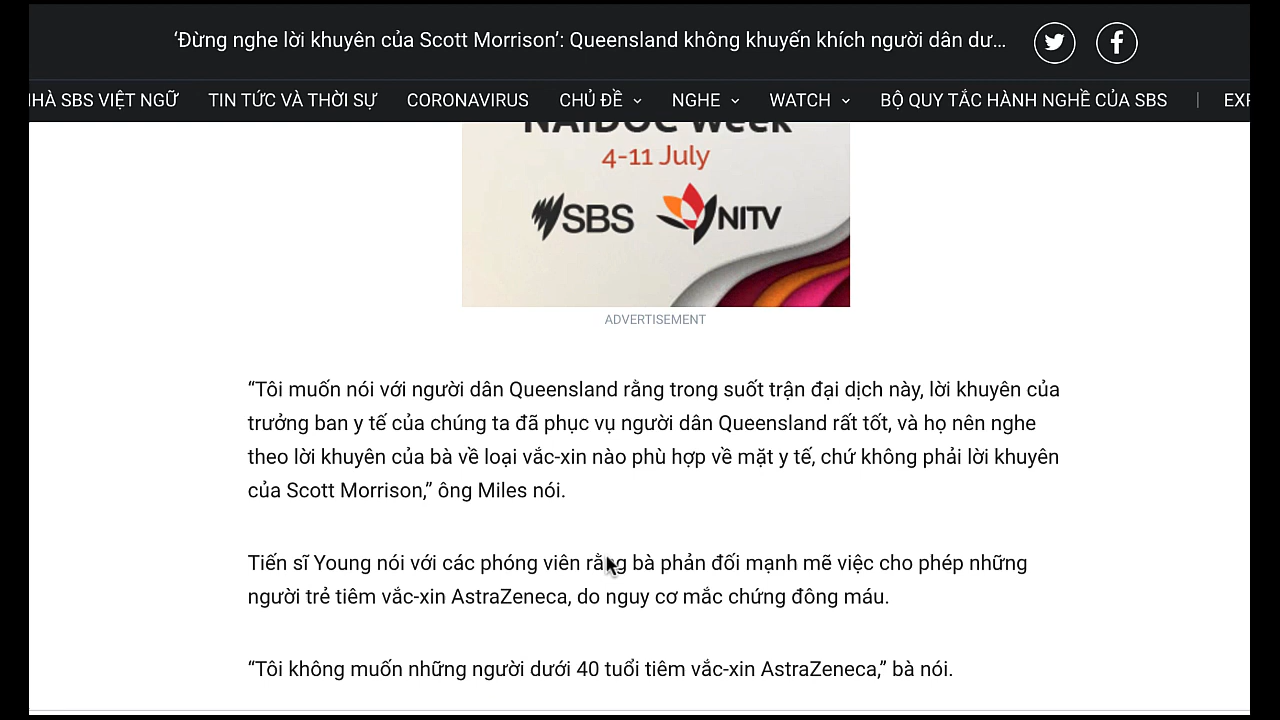 ‘Đừng nghe lời khuyên của Scott Morrison’: Queensland không khuyến khích người dân dư...
HÀ SBS VIỆT NGỮ TIN TỨC VÀ THỜI SỰ CORONAVIRUS CHỦ ĐỀ NGHE WATCH BỘ QUY TẮC HÀNH NGHỀ CỦA SBS | EXP
NAIDOC Week
4-11 July
SBS NITV
ADVERTISEMENT
“Tôi muốn nói với người dân Queensland rằng trong suốt trận đại dịch này, lời khuyên của
trưởng ban y tế của chúng ta đã phục vụ người dân Queensland rất tốt, và họ nên nghe
theo lời khuyên của bà về loại vắc-xin nào phù hợp về mặt y tế, chứ không phải lời khuyên
của Scott Morrison,” ông Miles nói.
Tiến sĩ Young nói với các phóng viên rằng bà phản đối mạnh mẽ việc cho phép những
người trẻ tiêm vắc-xin AstraZeneca, do nguy cơ mắc chứng đông máu.
“Tôi không muốn những người dưới 40 tuổi tiêm vắc-xin AstraZeneca,” bà nói.